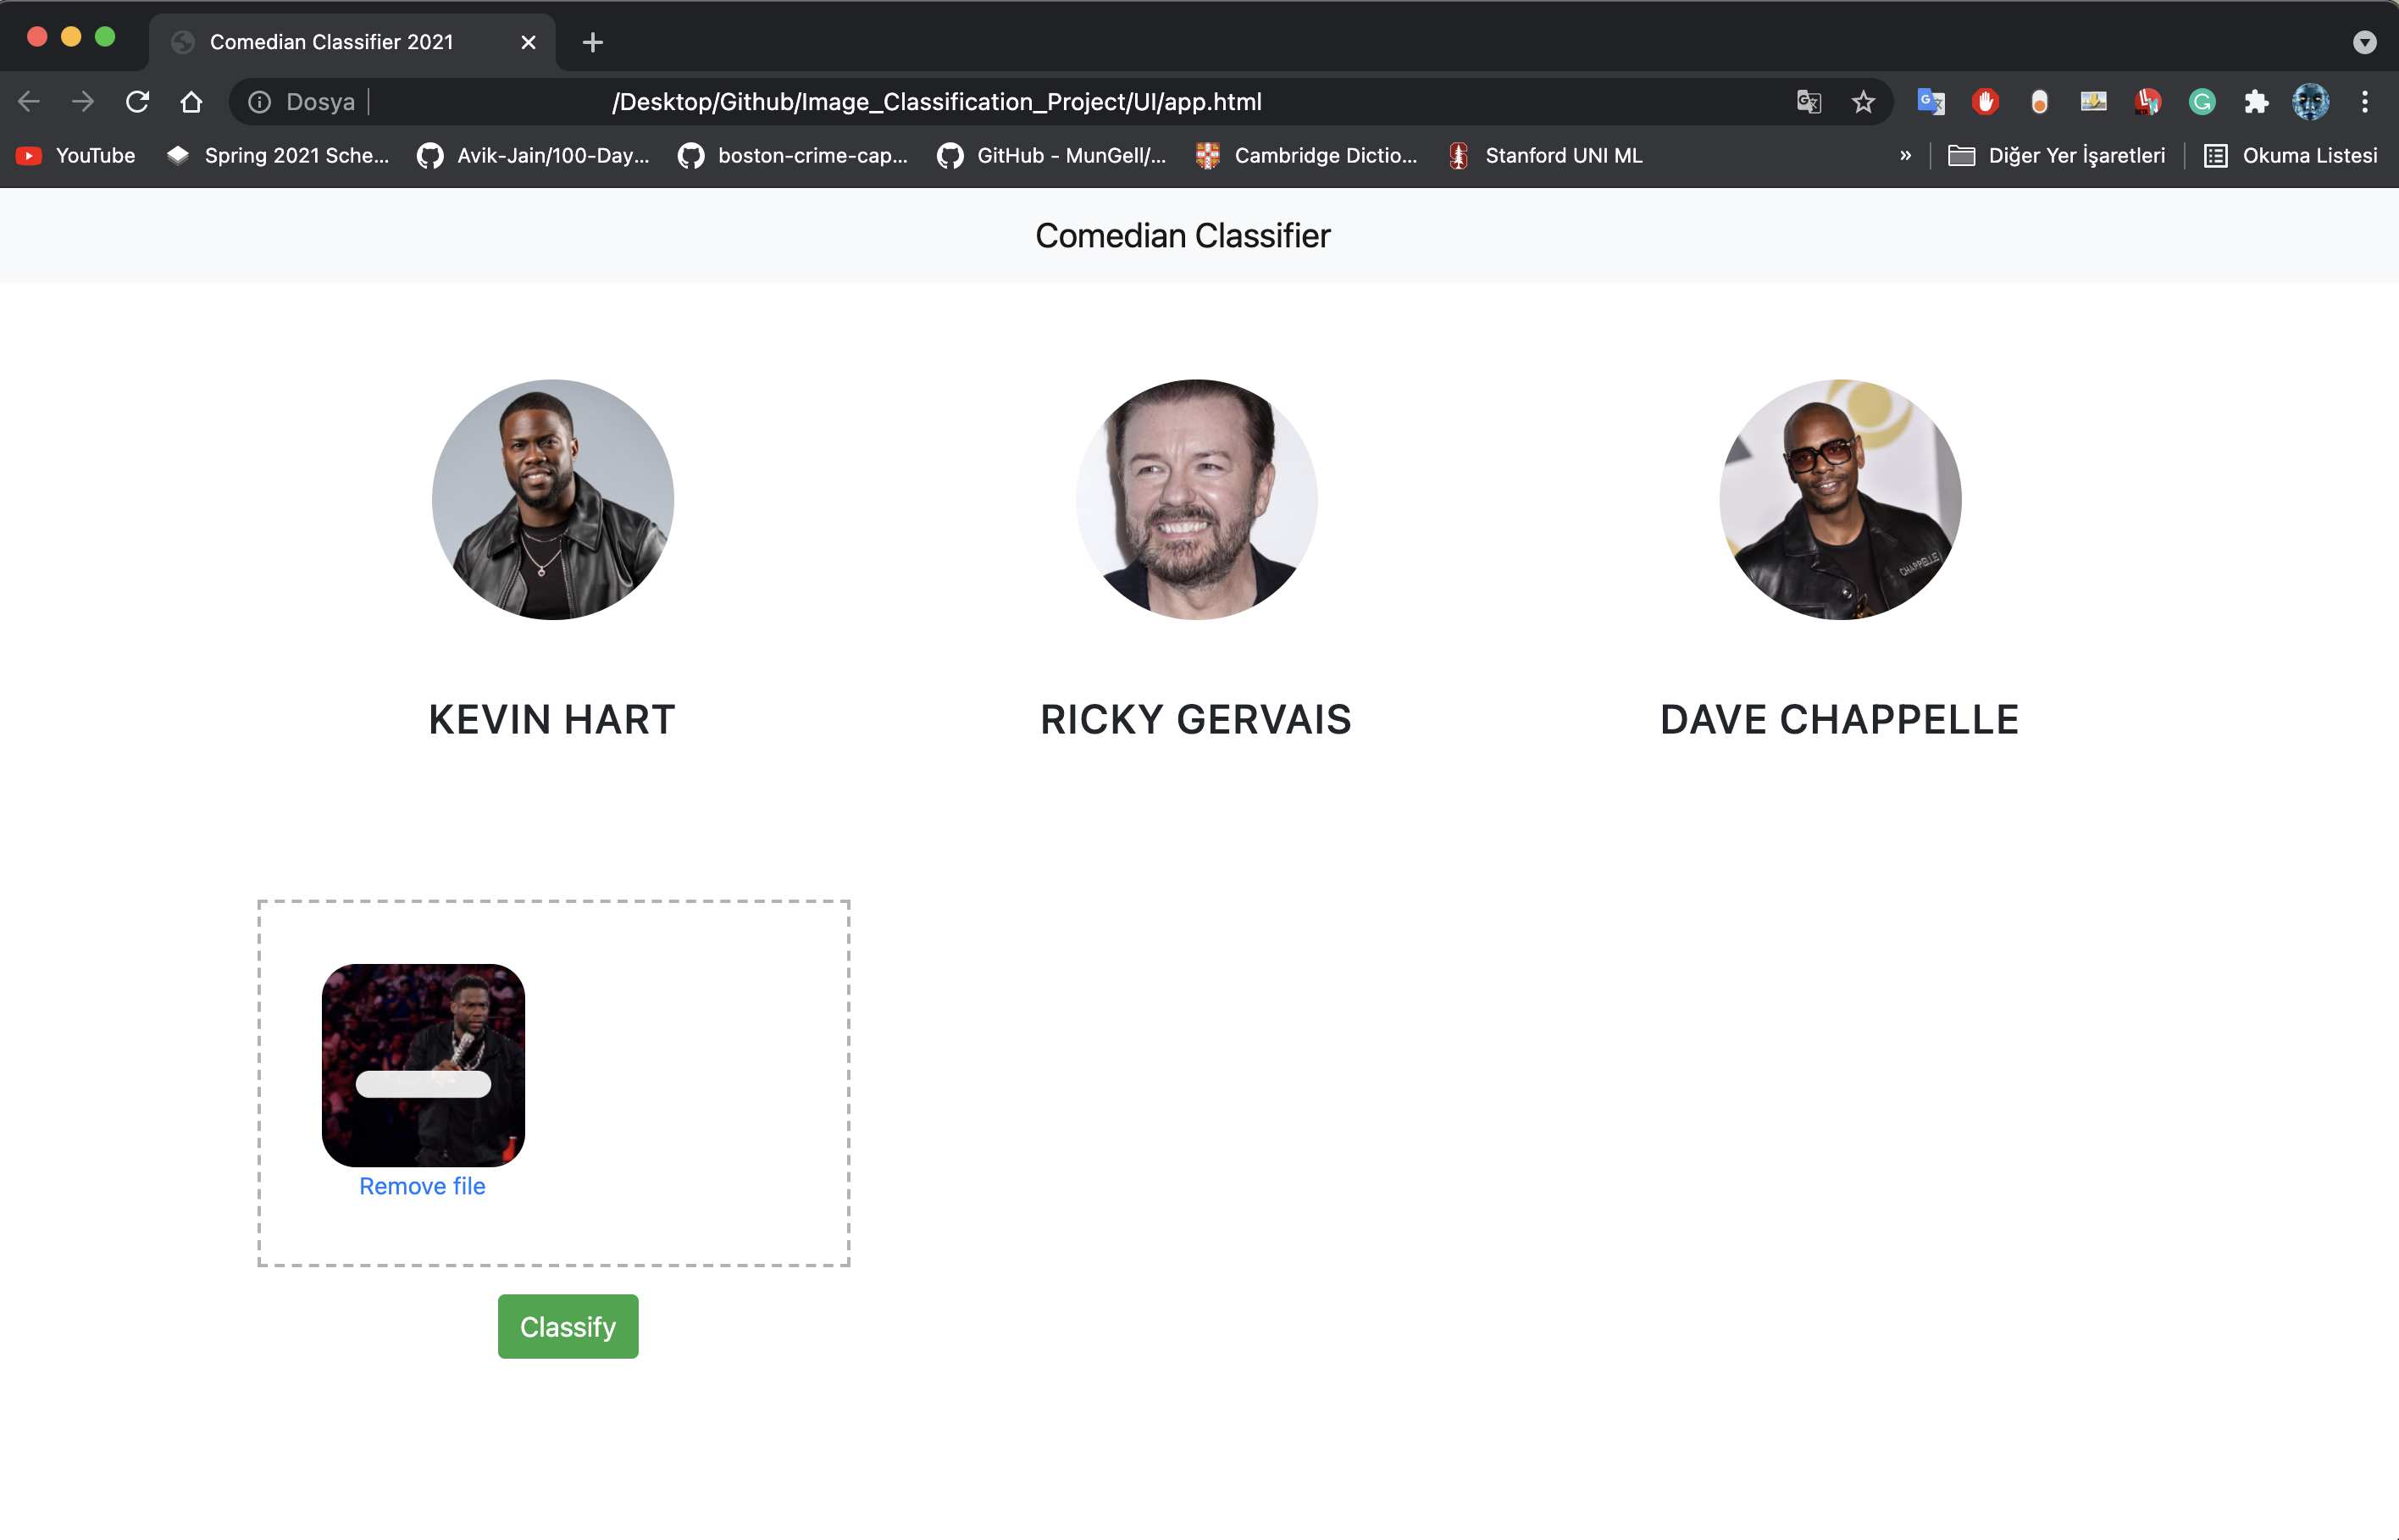 Comedian Classifier 2021
Dosya /Desktop/Github/Image_Classification_Project/UI/app.html
YouTube Spring 2021 Sche... Avik-Jain/100-Day... boston-crime-cap... GitHub - MunGell/... Cambridge Dictio... Stanford UNI ML » Diğer Yer İşaretleri Okuma Listesi
Comedian Classifier
CHAPPELLE
KEVIN HART RICKY GERVAIS DAVE CHAPPELLE
Remove file
Classify